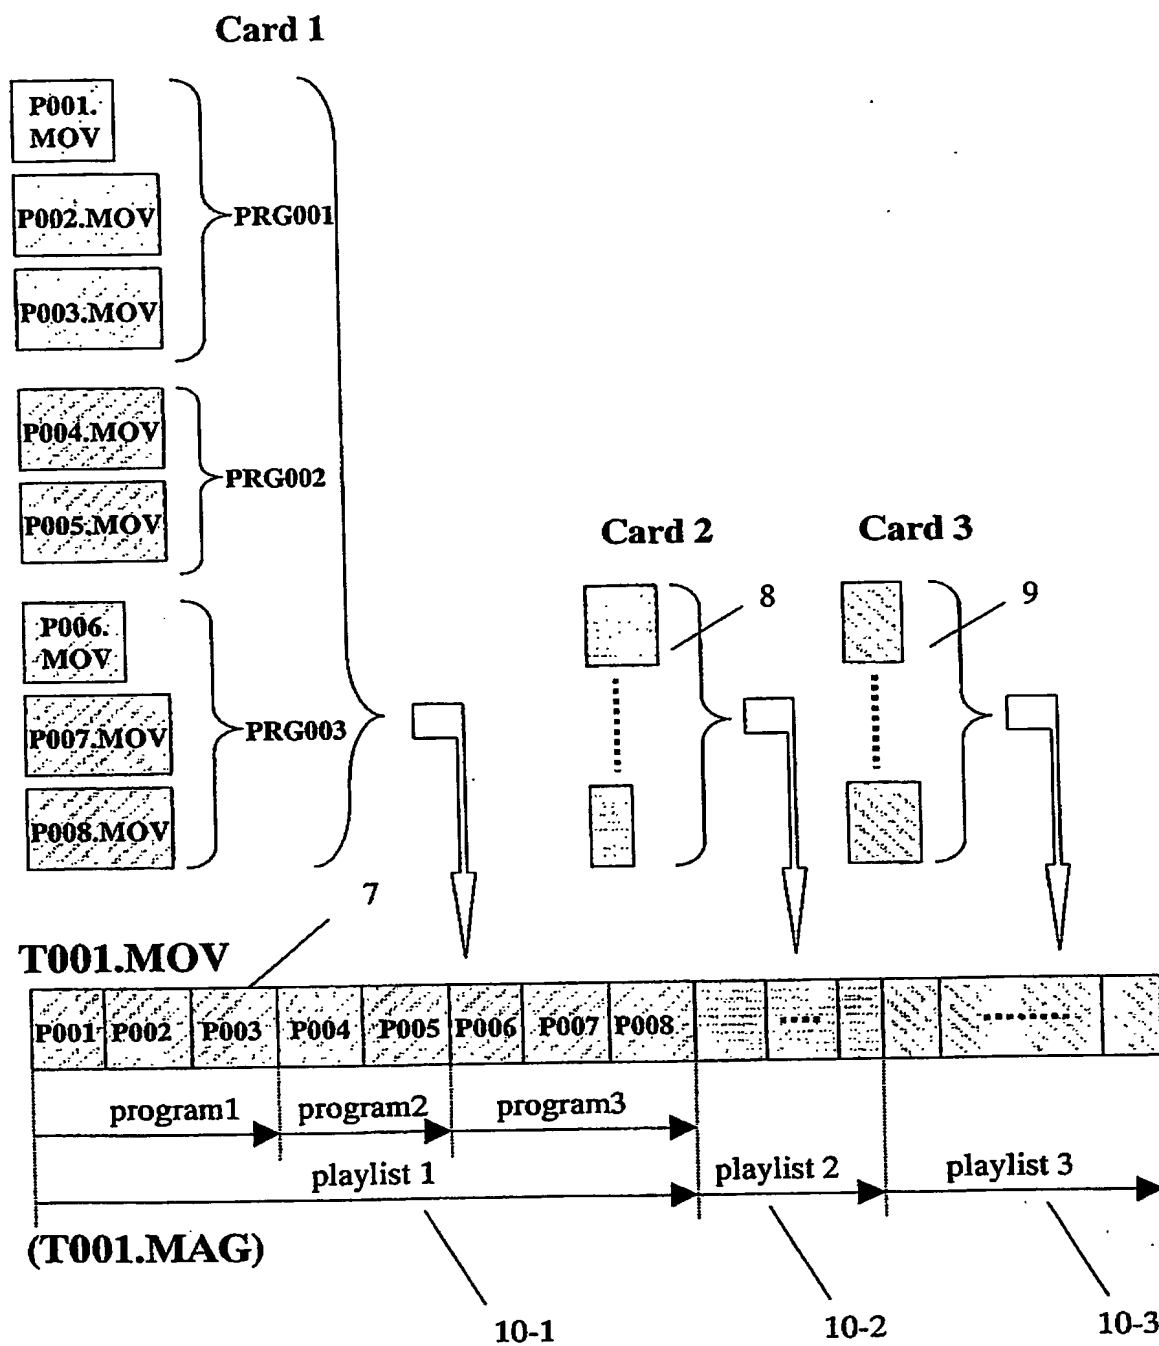 Card 1
P001.
MOV
P002.MOV
PRG001
P003.MOV
P004.MOV
PRG002
P005.MOV
Card 2
Card 3
8
9
P006.
MOV
P007.MOV
PRG003
P008.MOV
7
T001.MOV
P001 P002 P003 P004 P005 P006 P007 P008
program1 program2 program3
playlist 1 playlist 2 playlist 3
(T001.MAG)
10-1 10-2 10-3